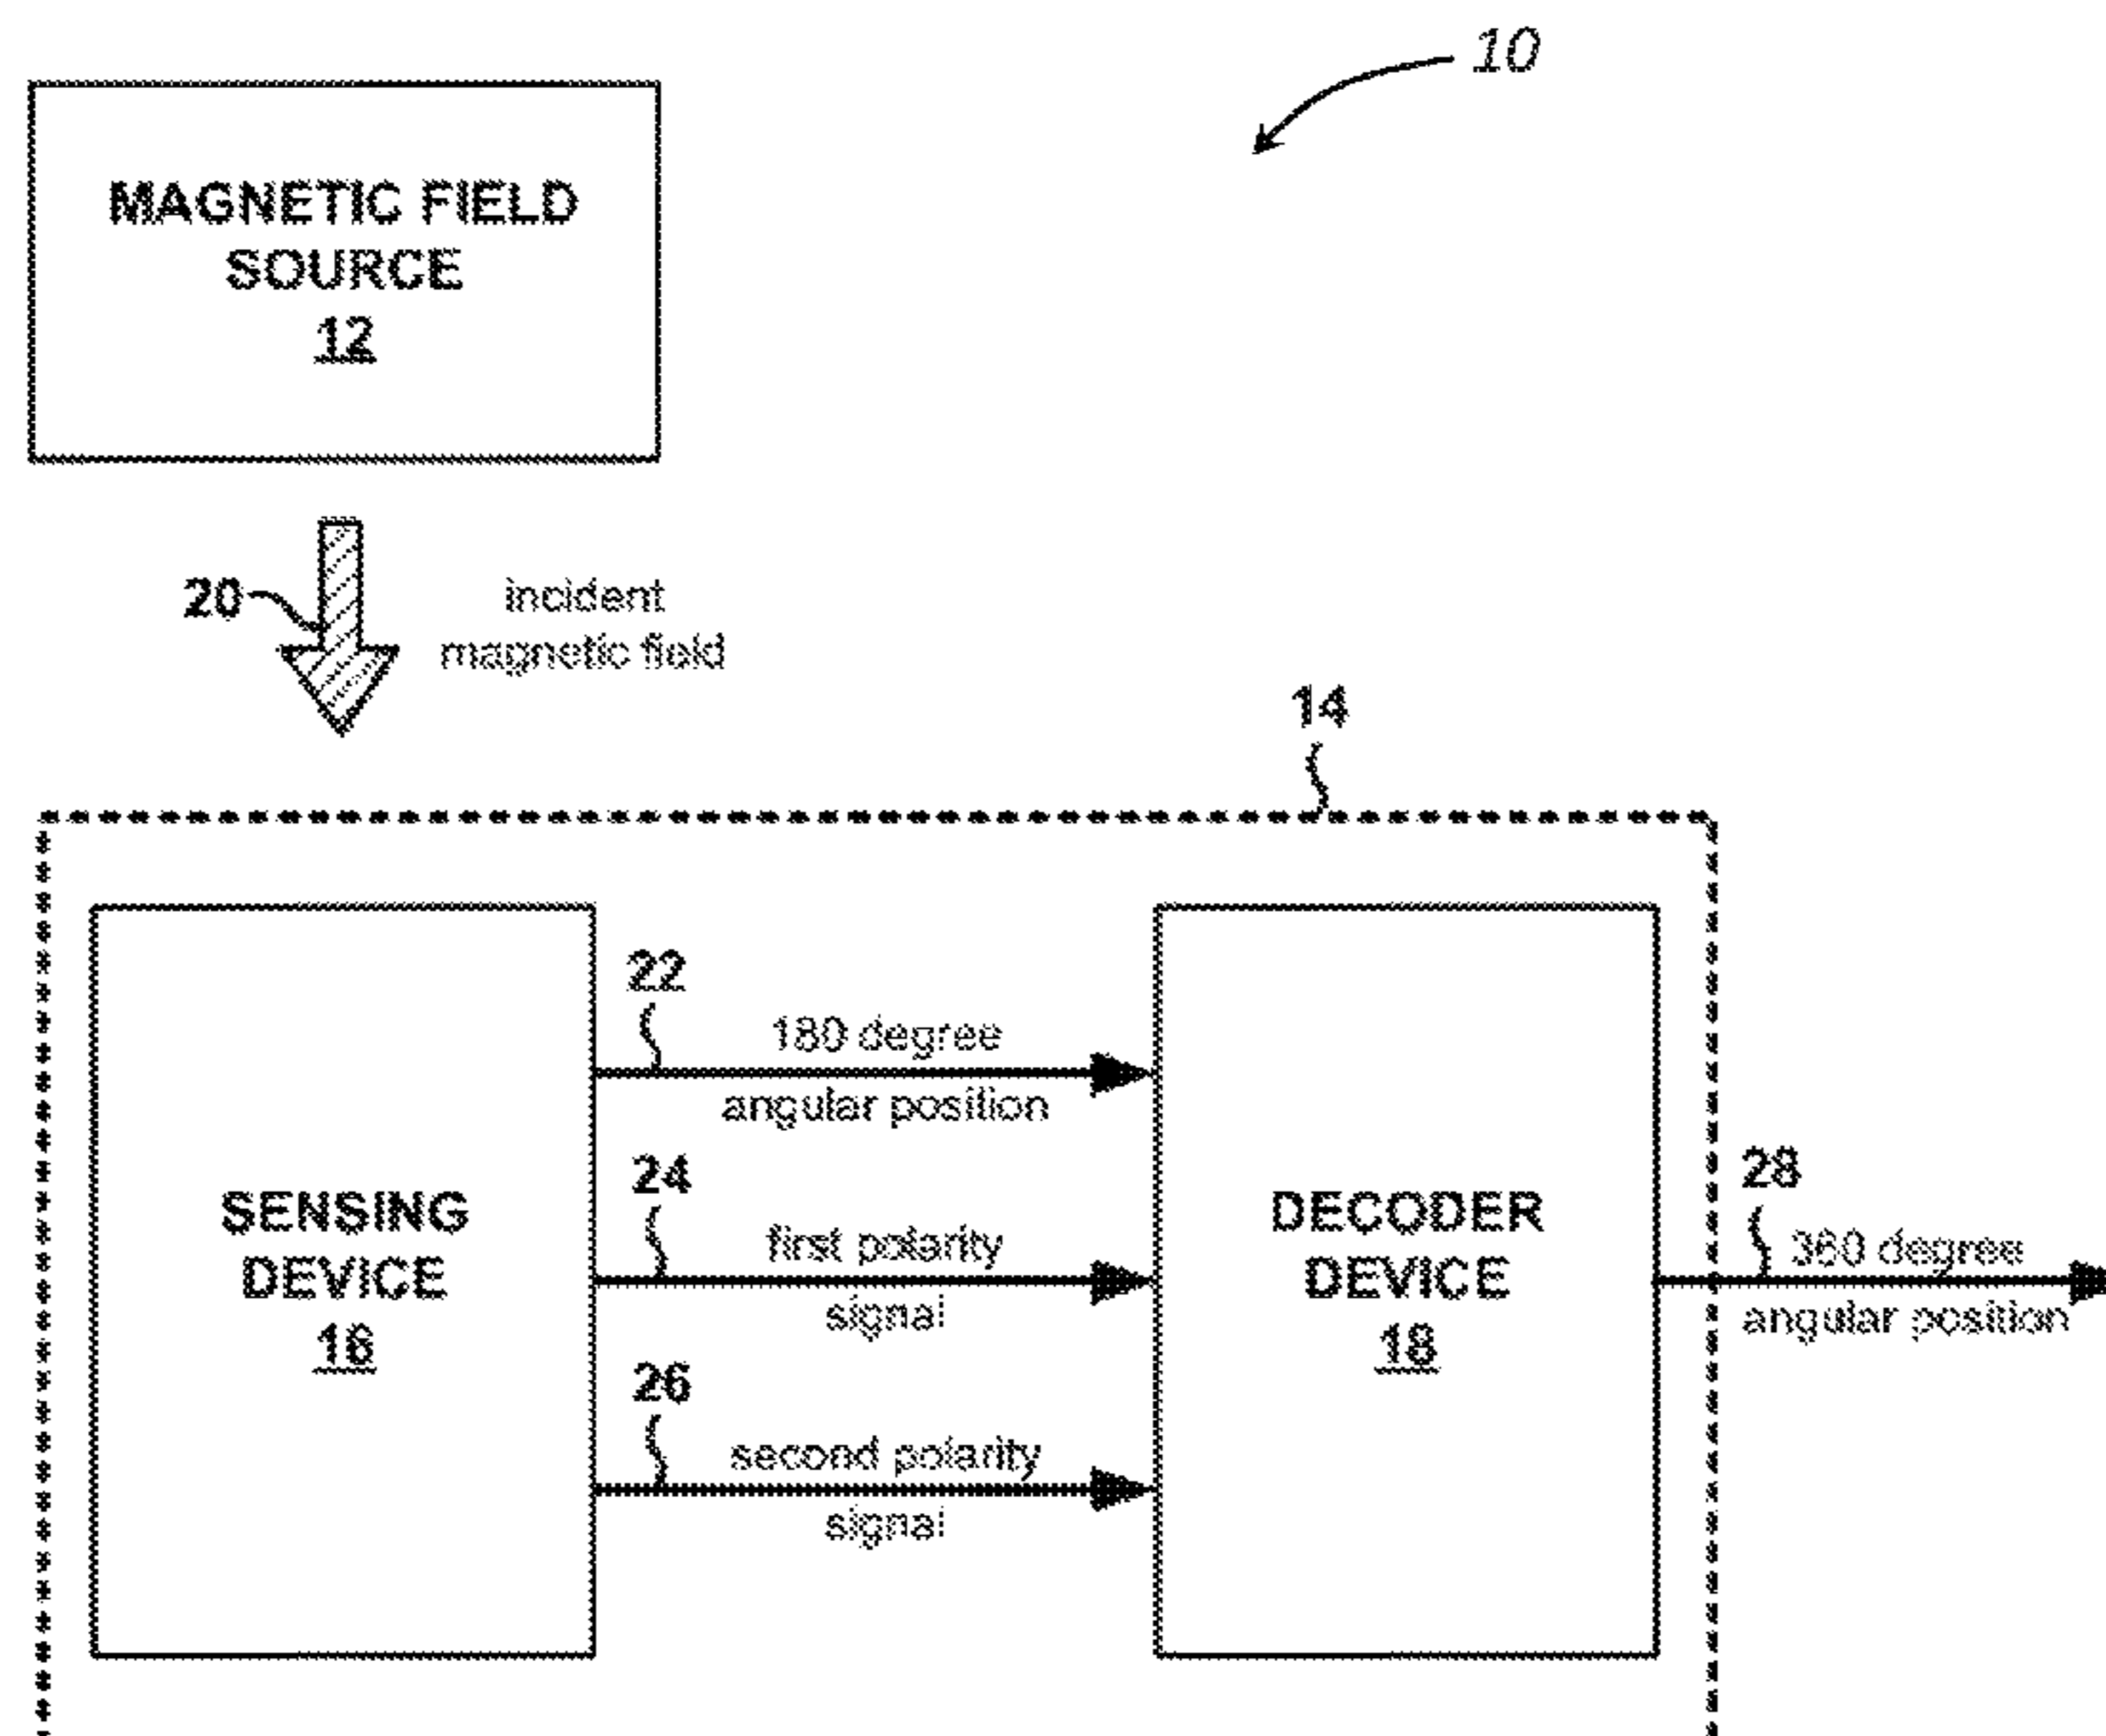 10
MAGNETIC FIELD
SOURCE
12
20
incident
magnetic field
14
22
180 degree
angular position
24
first polarity
signal
26
second polarity
signal
SENSING
DEVICE
16
DECODER
DEVICE
18
28
360 degree
angular position